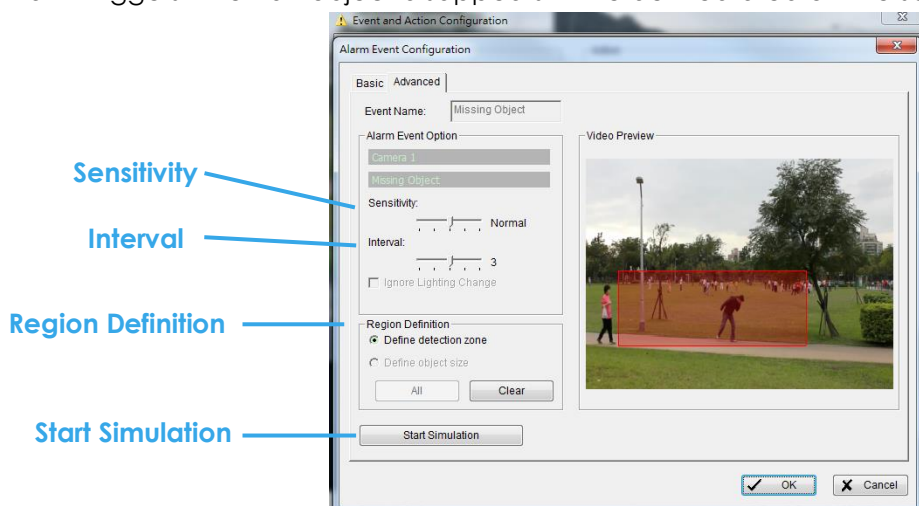 Event and Action Configuration
Alarm Event Configuration
Basic
Advanced
Event Name:
Missing Object
Alarm Event Option
Camera 1
Missing Object
Sensitivity:
Normal
Interval:
3
Ignore Lighting Change
Region Definition
Define detection zone
Define object size
All
Clear
Start Simulation
Video Preview
OK
Cancel
Sensitivity
Interval
Region Definition
Start Simulation